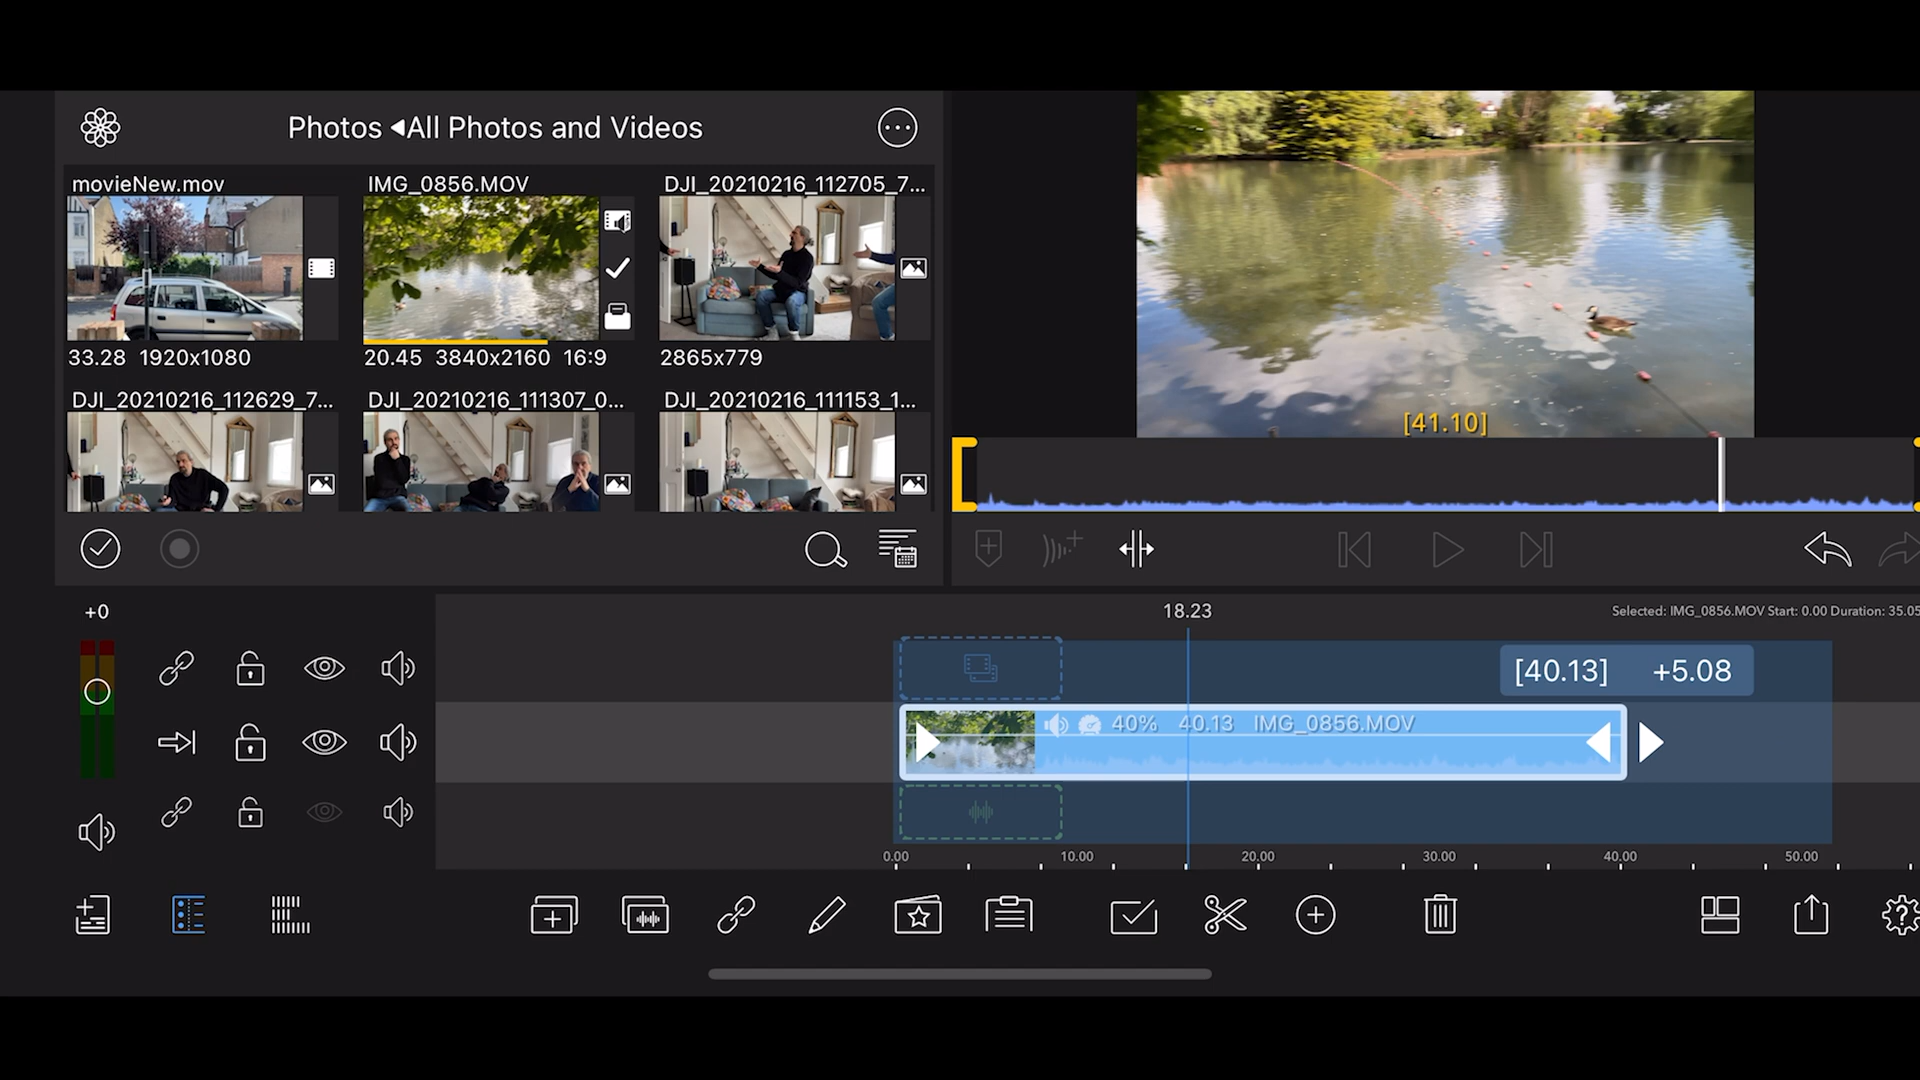 Photos ◀All Photos and Videos
movieNew.mov
IMG_0856.MOV
DJI_20210216_112705_7...
33.28 1920x1080
20.45 3840x2160 16:9
2865x779
DJI_20210216_112629_7...
DJI_20210216_111307_0...
DJI_20210216_111153_1...
[41.10]
+0
18.23
Selected: IMG_0856.MOV Start: 0.00 Duration: 35.05
[40.13] +5.08
40% 40.13 IMG_0856.MOV
0.00 10.00 20.00 30.00 40.00 50.00